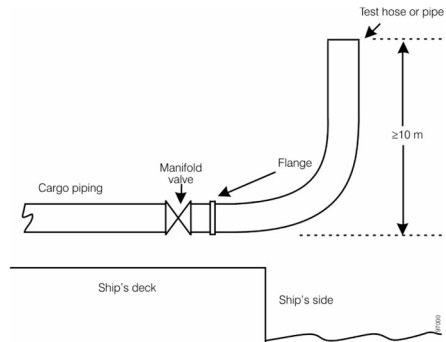 Test hose or pipe
≥10 m
Flange
Manifold
valve
Cargo piping
Ship's deck
Ship's side